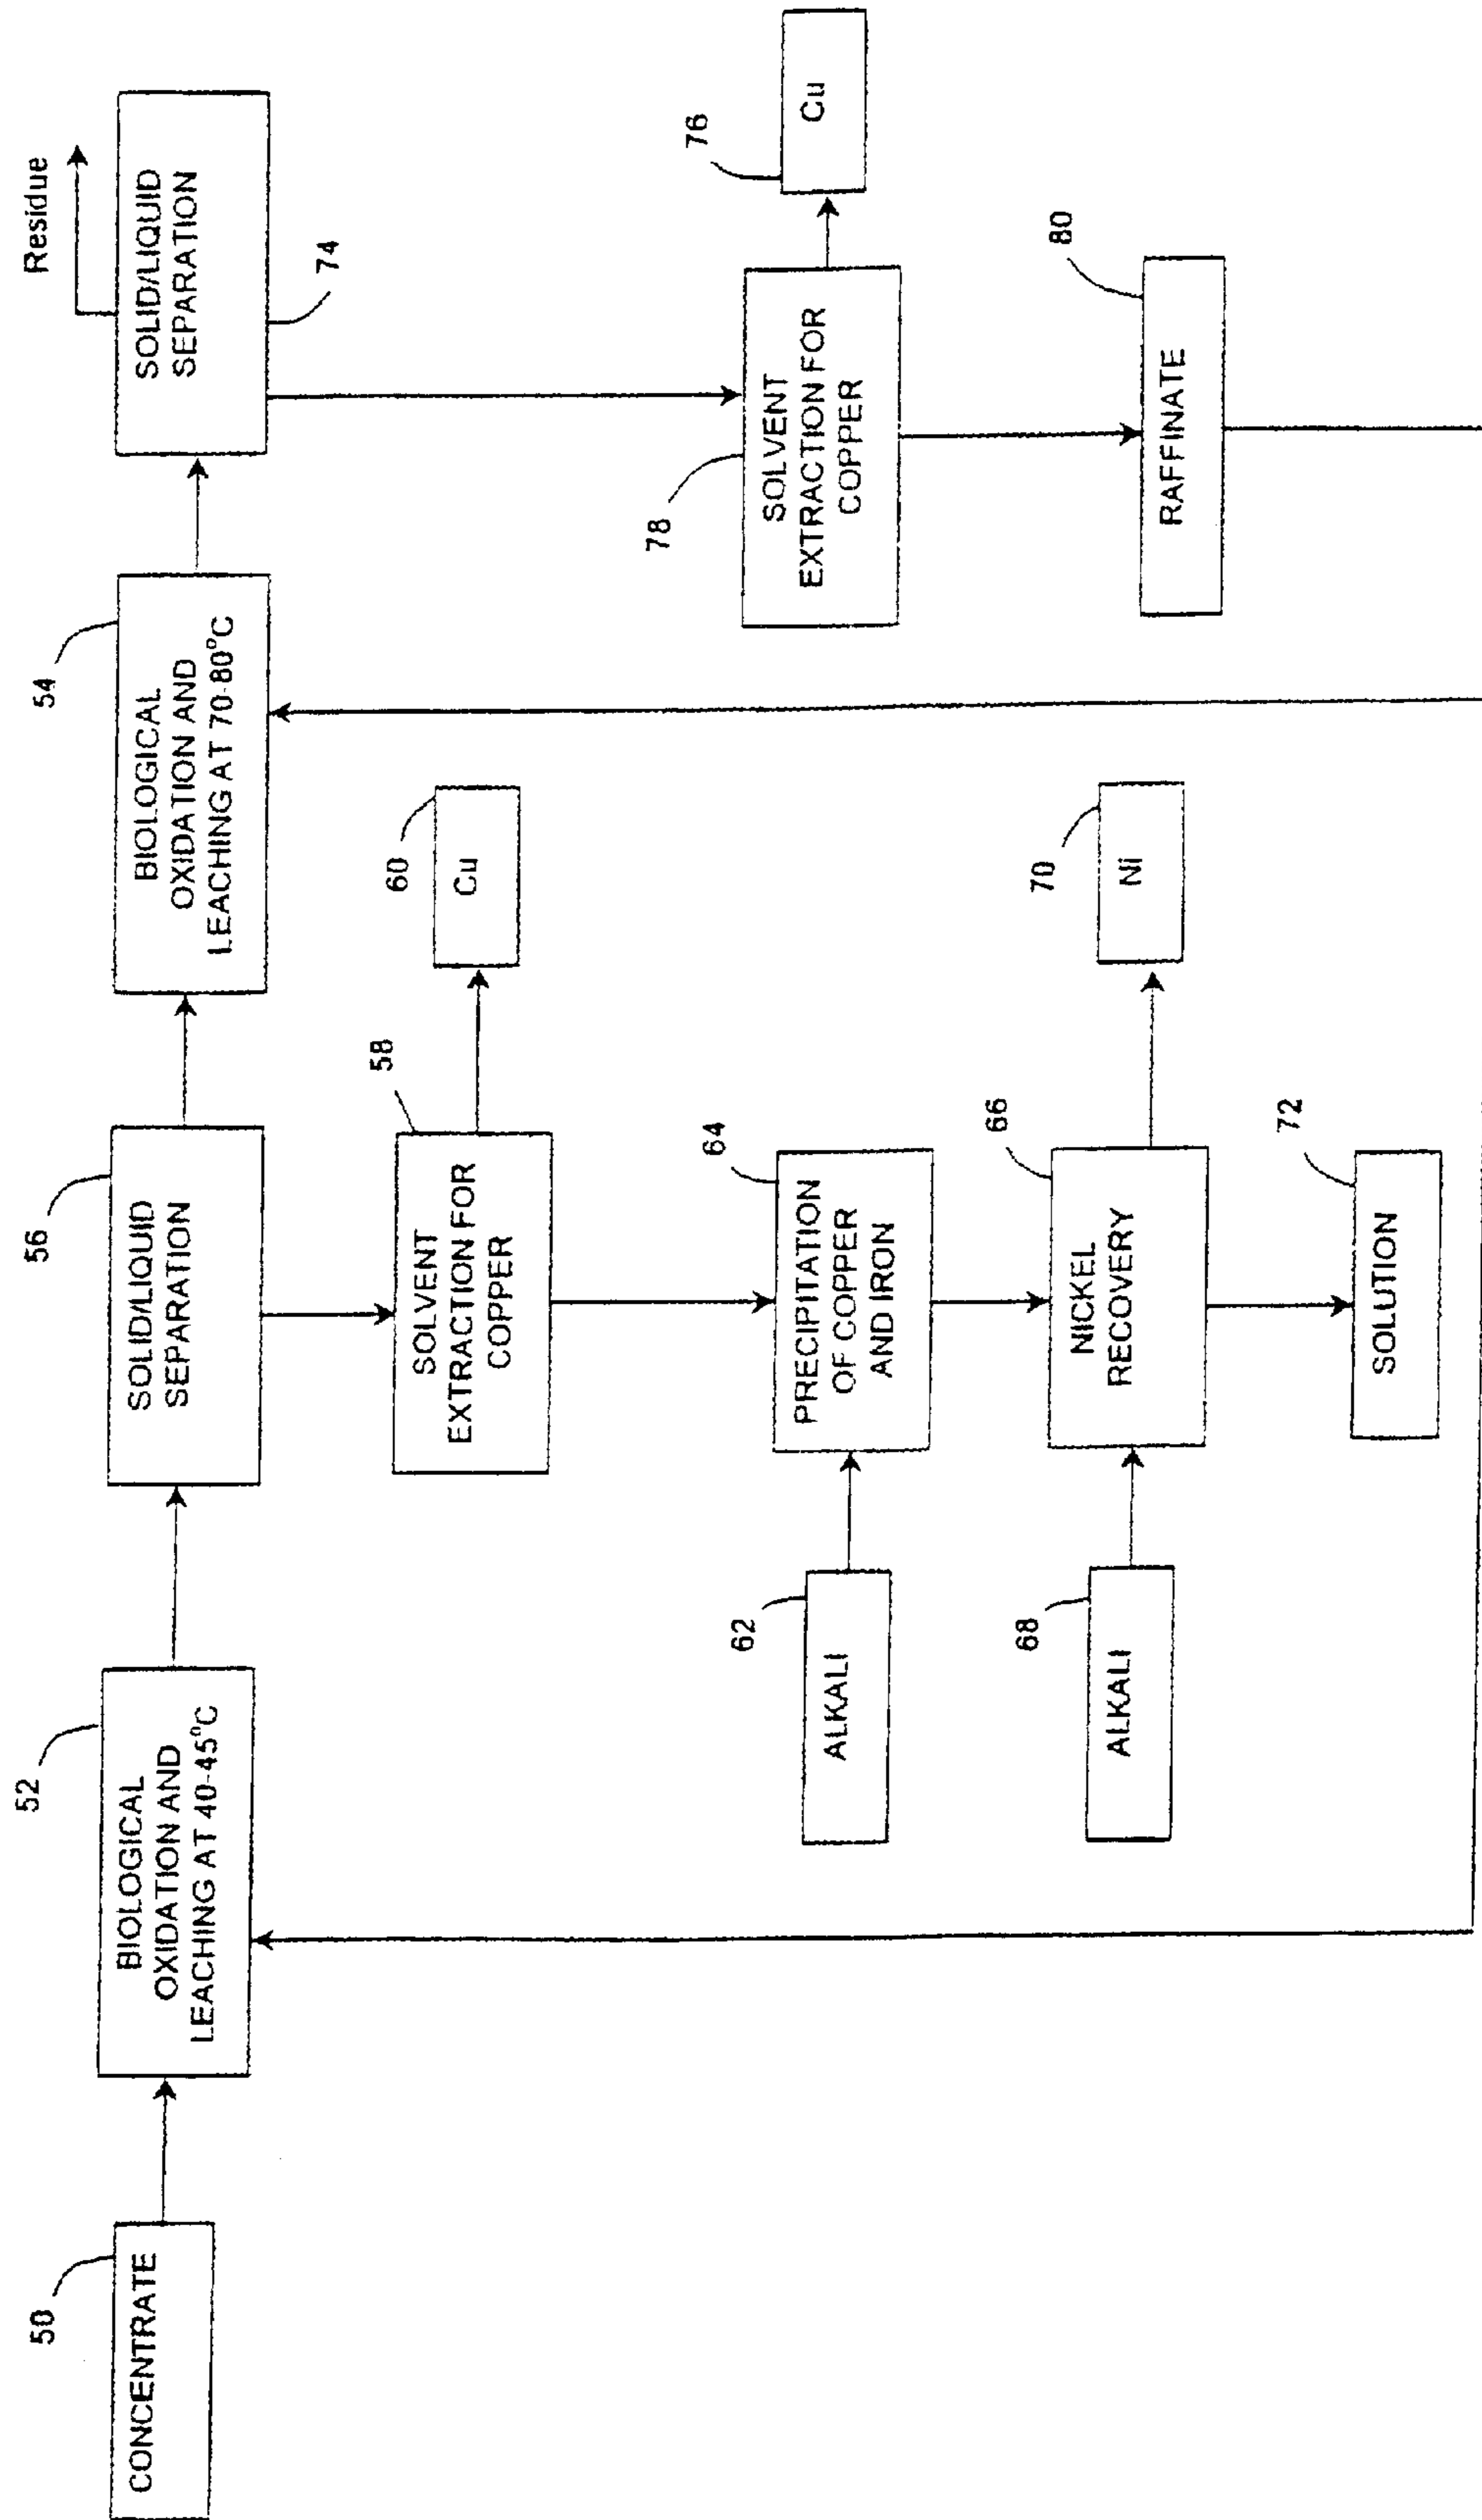 50
CONCENTRATE
52
BIOLOGICAL
OXIDATION AND
LEACHING AT 40-45°C
56
SOLID/LIQUID
SEPARATION
54
BIOLOGICAL
OXIDATION AND
LEACHING AT 70-80°C
Residue
SOLID/LIQUID
SEPARATION
74
58
SOLVENT
EXTRACTION FOR
COPPER
60
Cu
62
ALKALI
64
PRECIPITATION
OF COPPER
AND IRON
78
SOLVENT
EXTRACTION FOR
COPPER
76
Cu
68
ALKALI
66
NICKEL
RECOVERY
70
Ni
72
SOLUTION
80
RAFFINATE